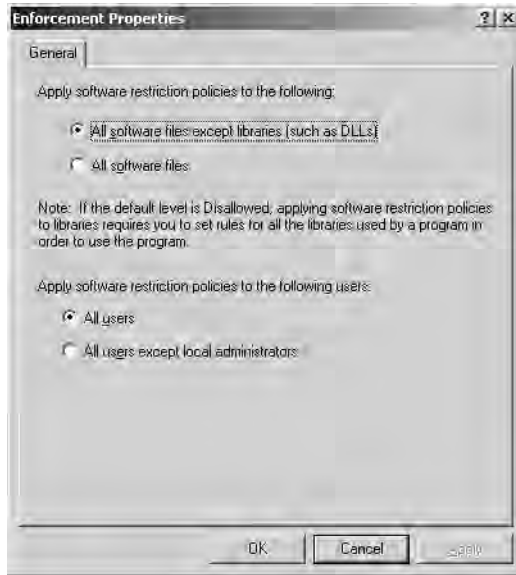 Enforcement Properties
? X
General
Apply software restriction policies to the following:
All software files except libraries (such as DLLs)
All software files
Note: If the default level is Disallowed, applying software restriction policies
to libraries requires you to set rules for all the libraries used by a program in
order to use the program.
Apply software restriction policies to the following users:
All users
All users except local administrators
OK
Cancel
Apply